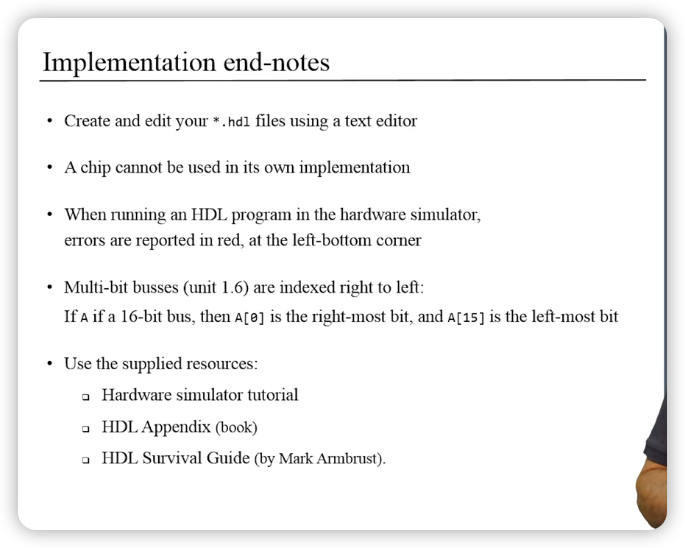 Implementation end-notes
• Create and edit your *.hdl files using a text editor
• A chip cannot be used in its own implementation
• When running an HDL program in the hardware simulator,
errors are reported in red, at the left-bottom corner
• Multi-bit busses (unit 1.6) are indexed right to left:
If A if a 16-bit bus, then A[0] is the right-most bit, and A[15] is the left-most bit
• Use the supplied resources:
❑ Hardware simulator tutorial
❑ HDL Appendix (book)
❑ HDL Survival Guide (by Mark Armbrust).